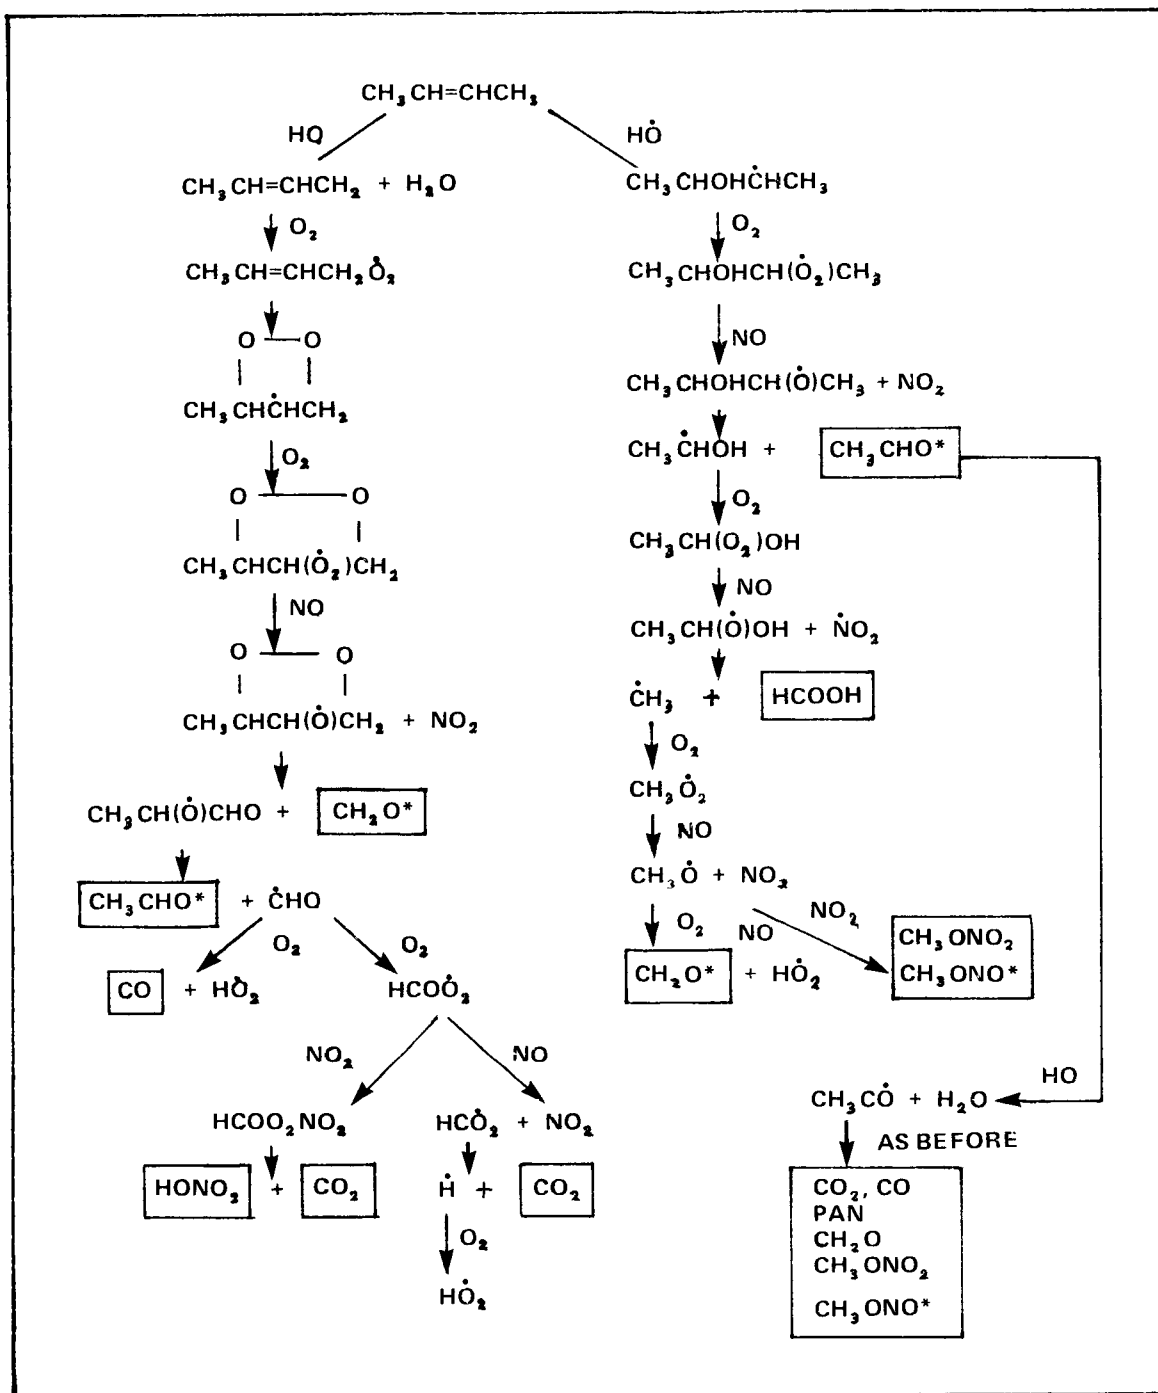 CH₃CH=CHCH₃
HO
HȮ
CH₃CH=CHCH₂ + H₂O
CH₃CHOHĊHCH₃
O₂
O₂
CH₃CH=CHCH₂Ȯ₂
CH₃CHOHCH(Ȯ₂)CH₃
O — O
NO
CH₃CHĊHCH₂
CH₃CHOHCH(Ȯ)CH₃ + NO₂
O₂
CH₃ĊHOH + CH₃CHO*
O — O
O₂
CH₃CHCH(Ȯ₂)CH₂
CH₃CH(O₂)OH
NO
NO
O — O
CH₃CH(Ȯ)OH + ṄO₂
CH₃CHCH(Ȯ)CH₂ + NO₂
ĊH₃ + HCOOH
O₂
CH₃CH(Ȯ)CHO + CH₂O*
CH₃Ȯ₂
NO
CH₃CHO* + ĊHO
CH₃Ȯ + NO₂
O₂
O₂
O₂
NO
NO₂
CH₃ONO₂
CH₃ONO*
CO + HȮ₂
HCOȮ₂
CH₂O* + HȮ₂
NO₂
NO
HO
CH₃CȮ + H₂O
HCOO₂NO₂
HCȮ₂ + NO₂
AS BEFORE
HONO₂ + CO₂
Ḣ + CO₂
O₂
HȮ₂
CO₂, CO
PAN
CH₂O
CH₃ONO₂
CH₃ONO*